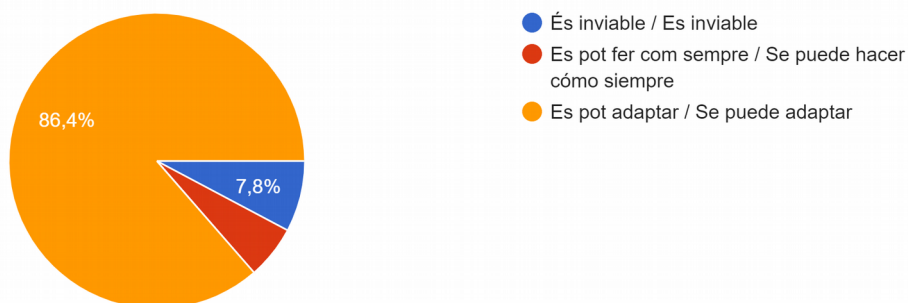 És inviable / Es inviable
Es pot fer com sempre / Se puede hacer
cómo siempre
Es pot adaptar / Se puede adaptar
86,4%
7,8%